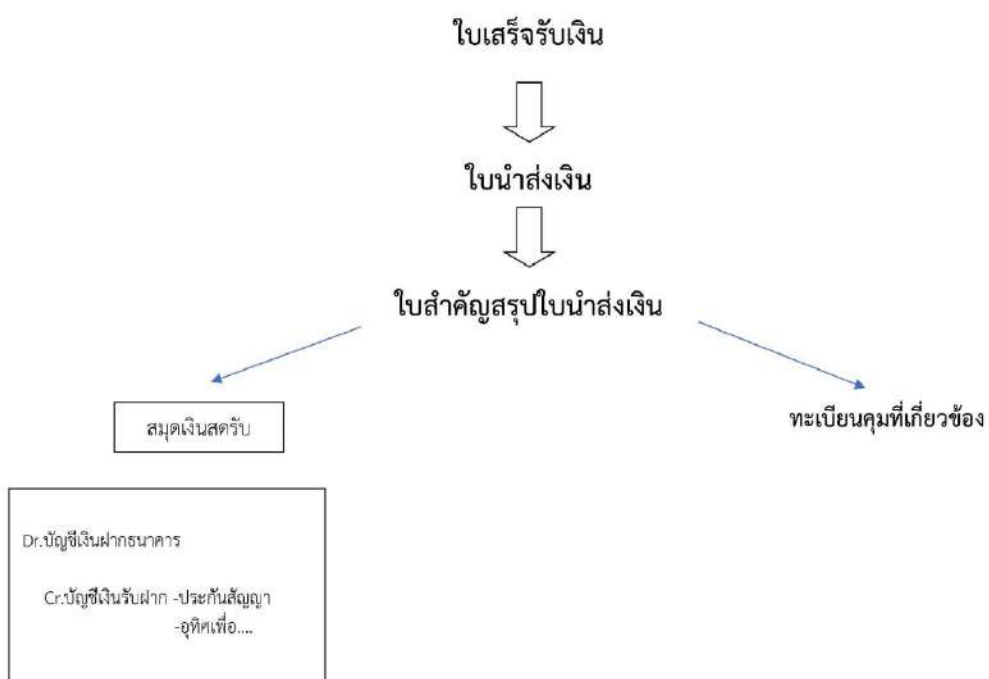 ใบเสร็จรับเงิน
ใบนำส่งเงิน
ใบสำคัญสรุปใบนำส่งเงิน
สมุดเงินสดรับ
ทะเบียนคุมที่เกี่ยวข้อง
Dr.บัญชีเงินฝากธนาคาร
Cr.บัญชีเงินรับฝาก -ประกันสัญญา
-อุทิศเพื่อ....